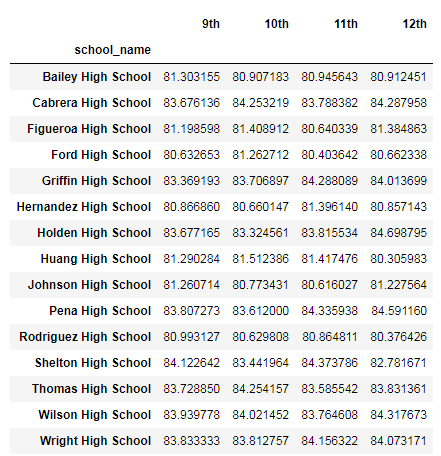 9th 10th 11th 12th
school_name
Bailey High School 81.303155 80.907183 80.945643 80.912451
Cabrera High School 83.676136 84.253219 83.788382 84.287958
Figueroa High School 81.198598 81.408912 80.640339 81.384863
Ford High School 80.632653 81.262712 80.403642 80.662338
Griffin High School 83.369193 83.706897 84.288089 84.013699
Hernandez High School 80.866860 80.660147 81.396140 80.857143
Holden High School 83.677165 83.324561 83.815534 84.698795
Huang High School 81.290284 81.512386 81.417476 80.305983
Johnson High School 81.260714 80.773431 80.616027 81.227564
Pena High School 83.807273 83.612000 84.335938 84.591160
Rodriguez High School 80.993127 80.629808 80.864811 80.376426
Shelton High School 84.122642 83.441964 84.373786 82.781671
Thomas High School 83.728850 84.254157 83.585542 83.831361
Wilson High School 83.939778 84.021452 83.764608 84.317673
Wright High School 83.833333 83.812757 84.156322 84.073171